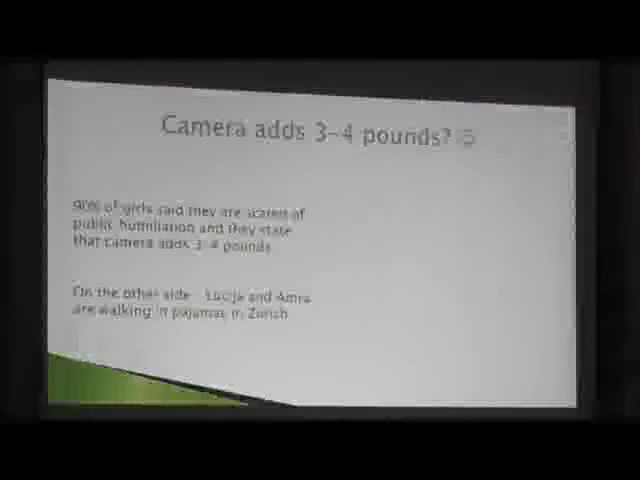 Camera adds 3-4 pounds? ☺
90% of girls said they are scared of
public humiliation and they state
that camera adds 3-4 pounds
On the other side Lucija and Amra
are walking in pajamas in Zurich